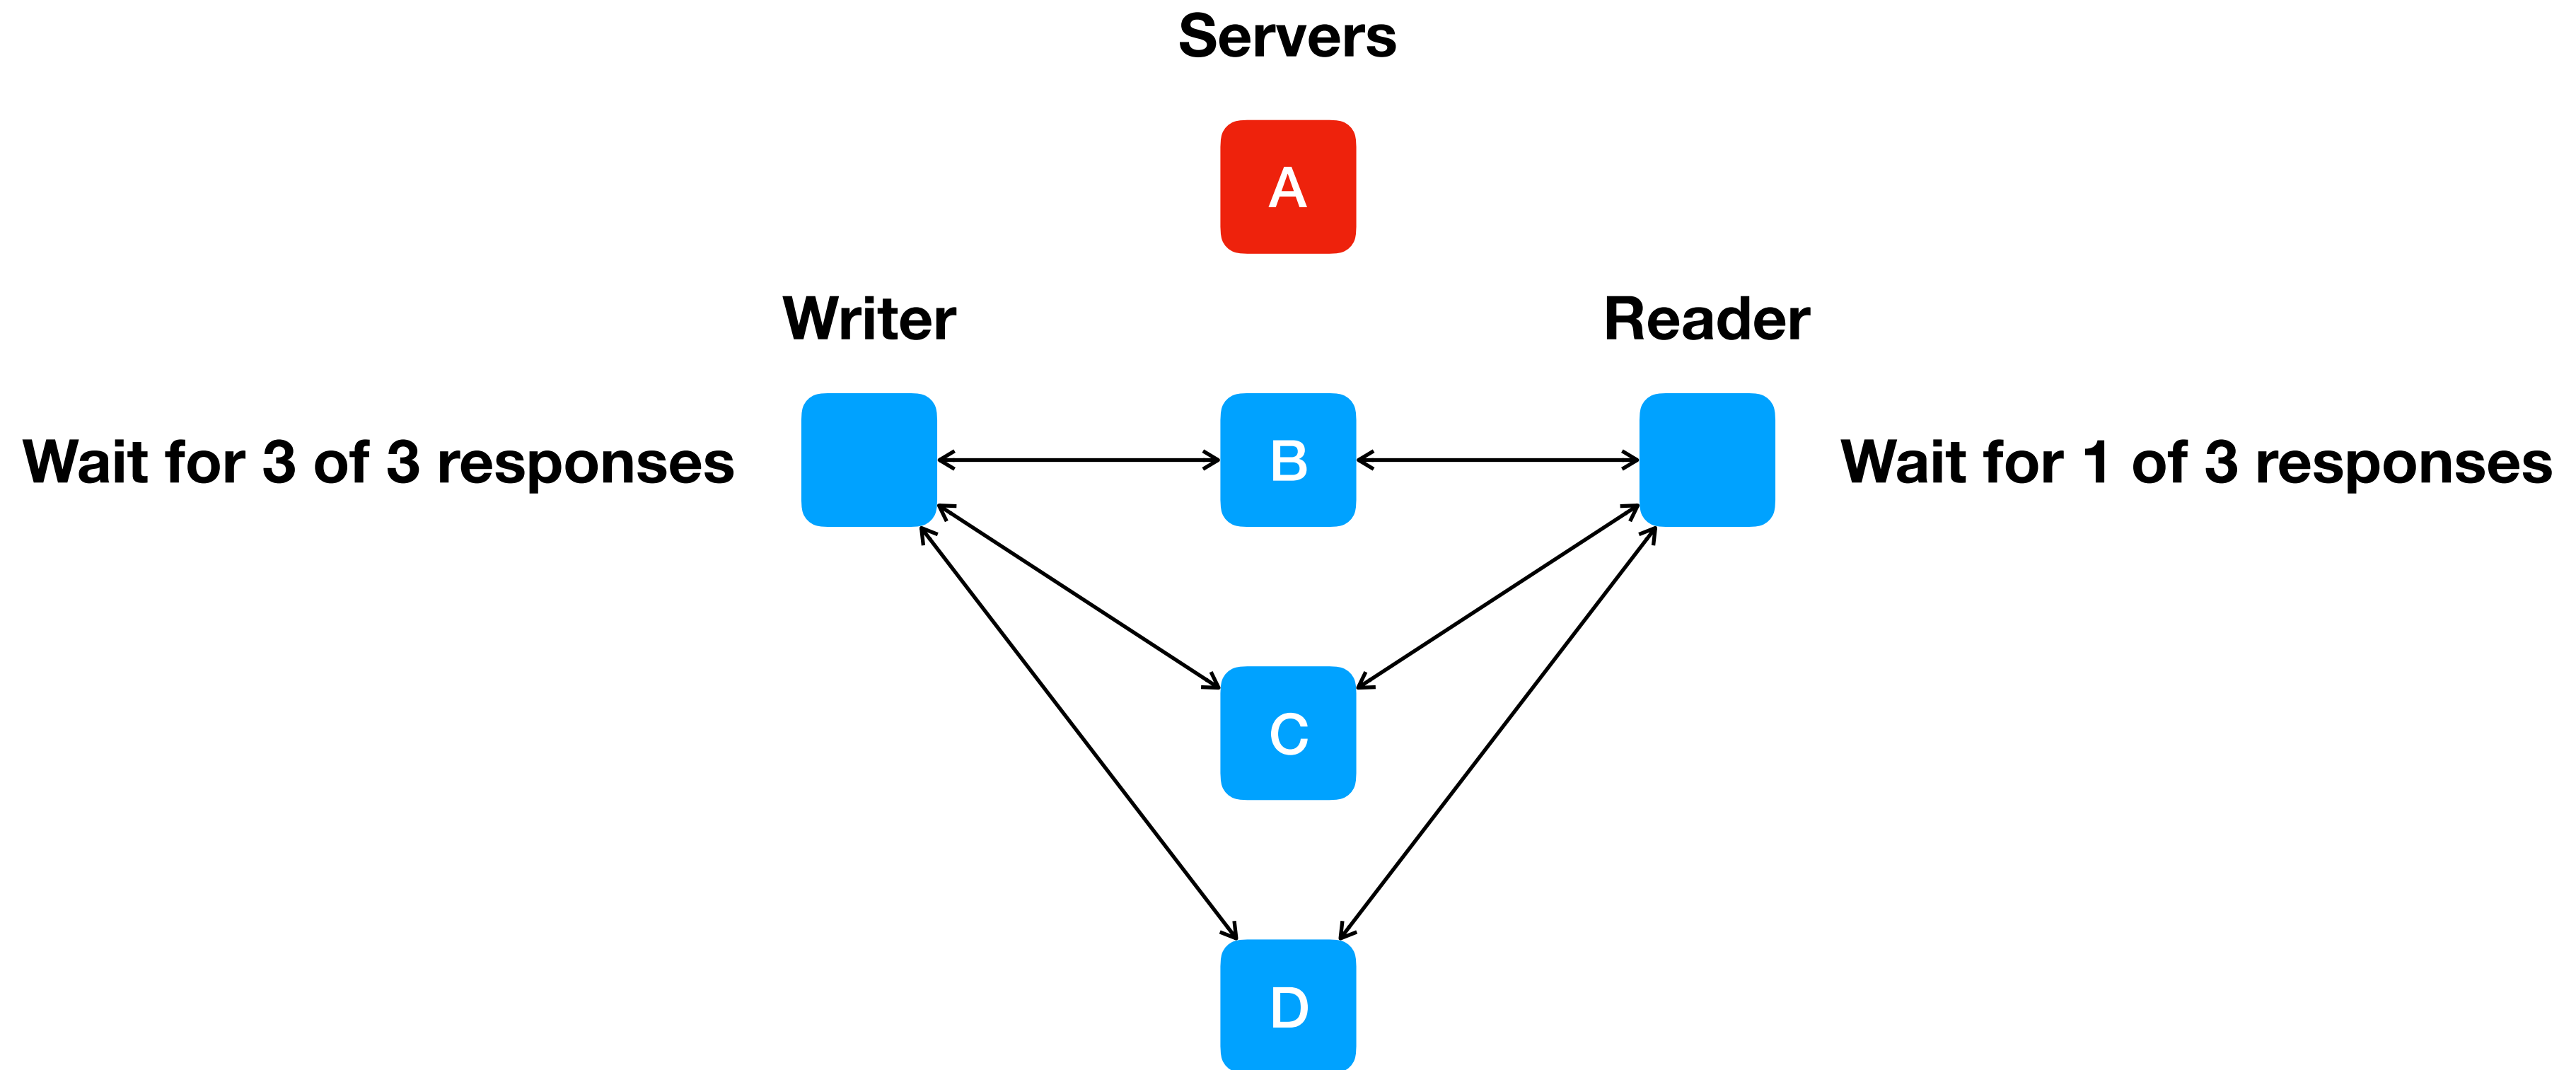 Servers
A
Writer
Reader
Wait for 3 of 3 responses
B
Wait for 1 of 3 responses
C
D